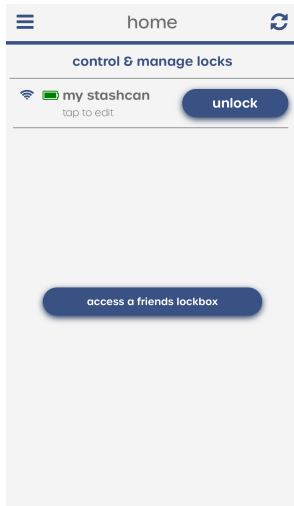 home
control & manage locks
my stashcan
unlock
tap to edit
access a friends lockbox